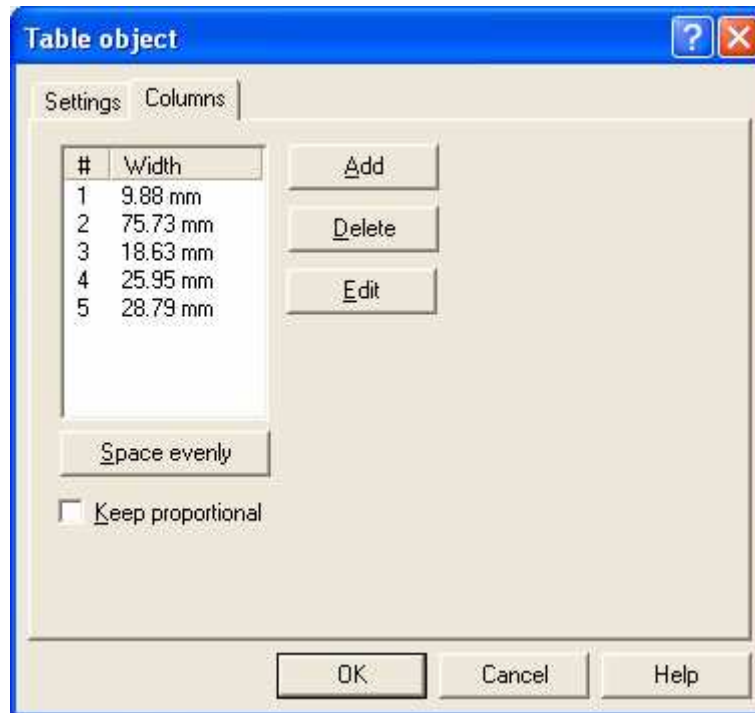 Table object
Settings Columns
# Width
1 9.88 mm
2 75.73 mm
3 18.63 mm
4 25.95 mm
5 28.79 mm
Add
Delete
Edit
Space evenly
Keep proportional
OK Cancel Help